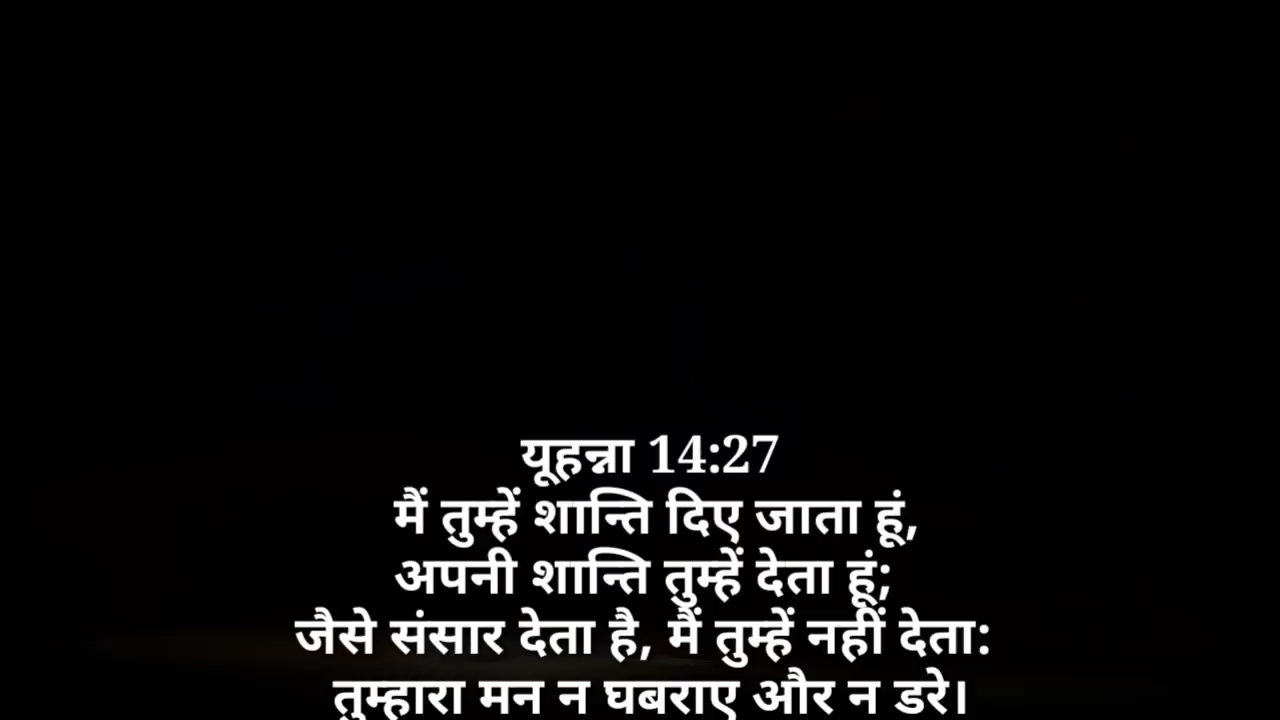 यूहन्ना 14:27
मैं तुम्हें शान्ति दिए जाता हूं,
अपनी शान्ति तुम्हें देता हूं;
जैसे संसार देता है, मैं तुम्हें नहीं देता:
तुम्हारा मन न घबराए और न डरे।